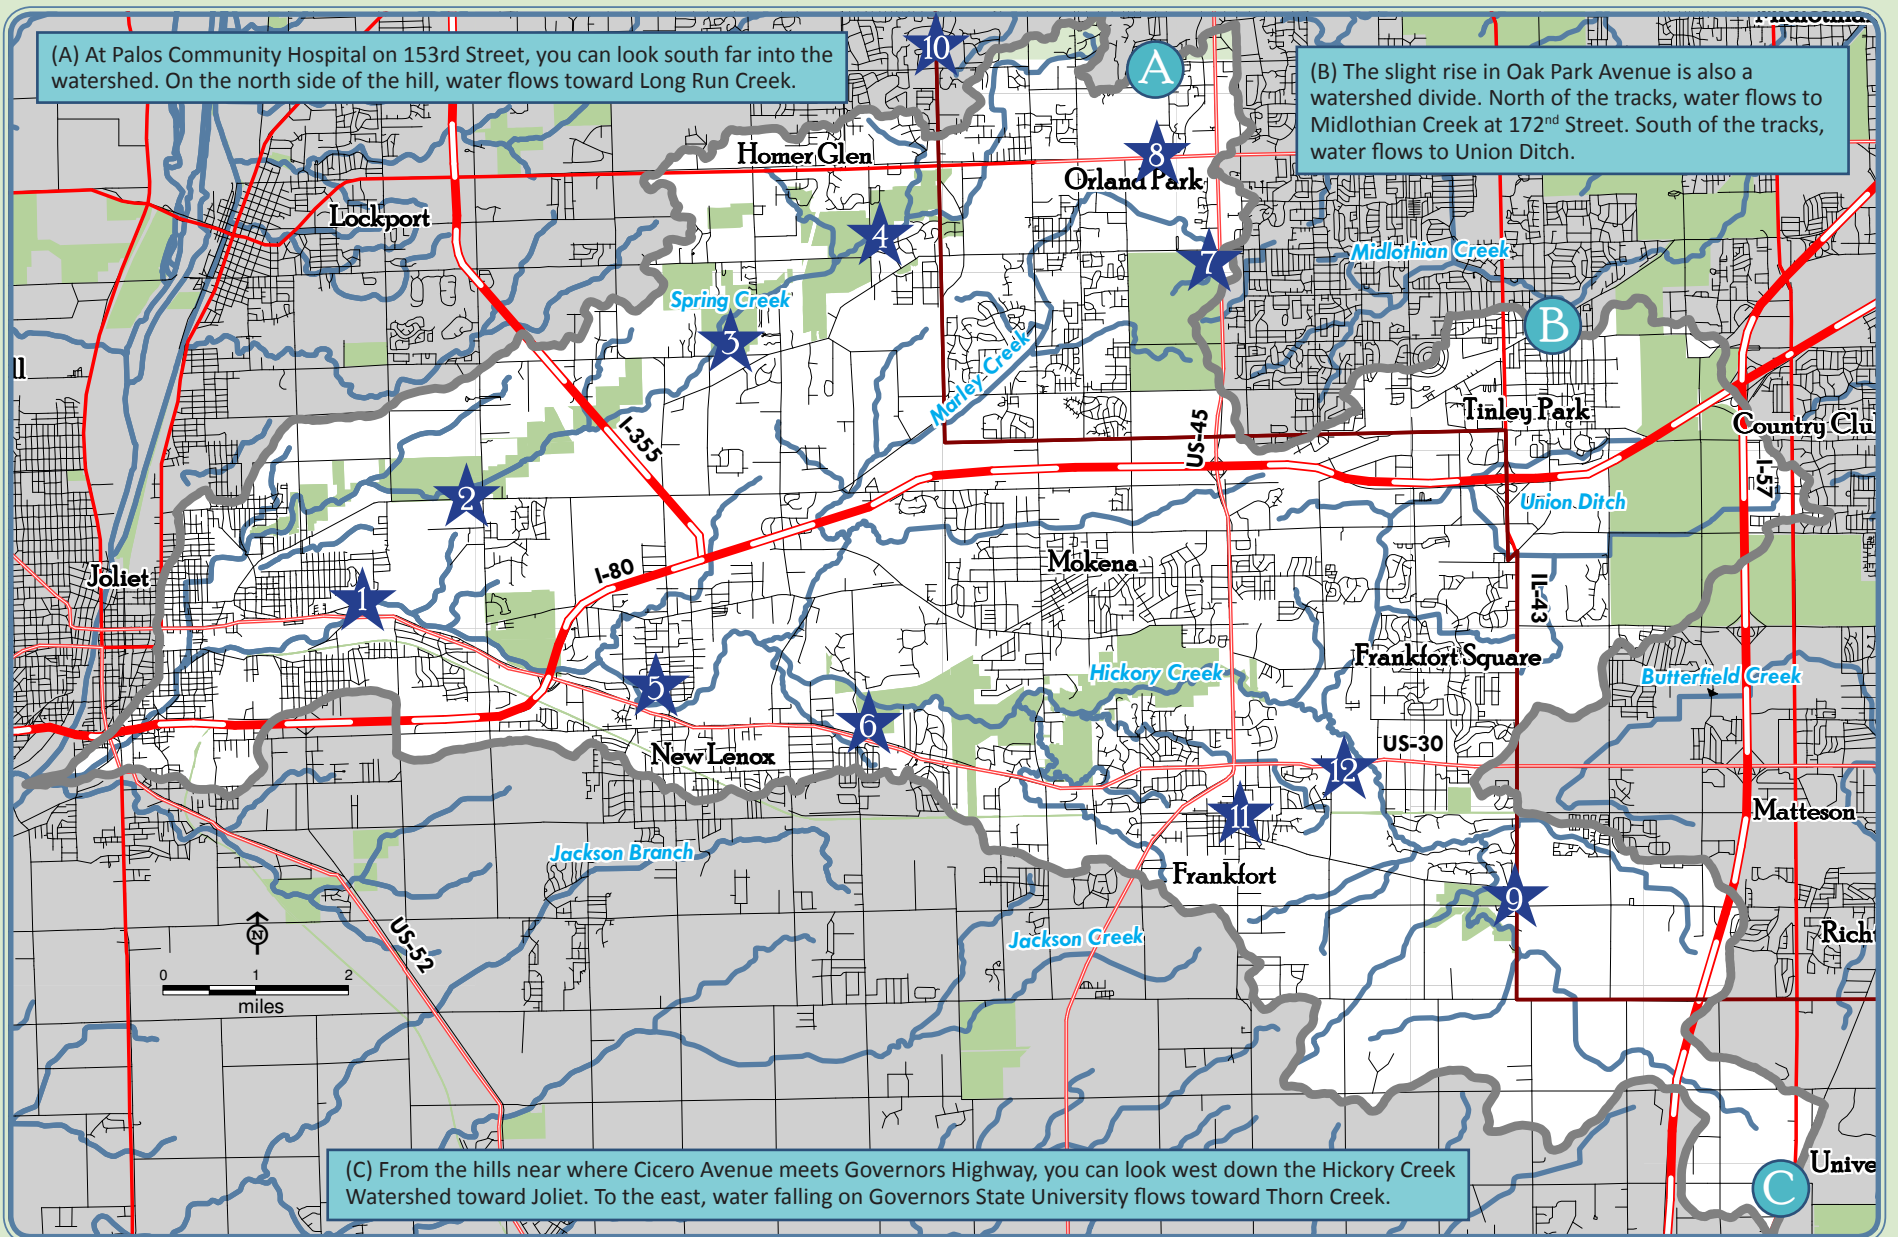 Midlothian
(A) At Palos Community Hospital on 153rd Street, you can look south far into the
watershed. On the north side of the hill, water flows toward Long Run Creek.
10
A
(B) The slight rise in Oak Park Avenue is also a
watershed divide. North of the tracks, water flows to
Midlothian Creek at 172nd Street. South of the tracks,
water flows to Union Ditch.
Homer Glen
8
Orland Park
Lockport
4
7
Midlothian Creek
Spring Creek
3
B
ll
Marley Creek
Tinley Park
Country Clu
I-355
US-45
I-57
2
Union Ditch
Joliet
I-80
Mokena
1
IL-43
Frankfort Square
Hickory Creek
Butterfield Creek
5
6
New Lenox
US-30
12
11
Matteson
Jackson Branch
Frankfort
9
N
US-52
Jackson Creek
Rich
0 1 2
miles
(C) From the hills near where Cicero Avenue meets Governors Highway, you can look west down the Hickory Creek
Watershed toward Joliet. To the east, water falling on Governors State University flows toward Thorn Creek.
Unive
C